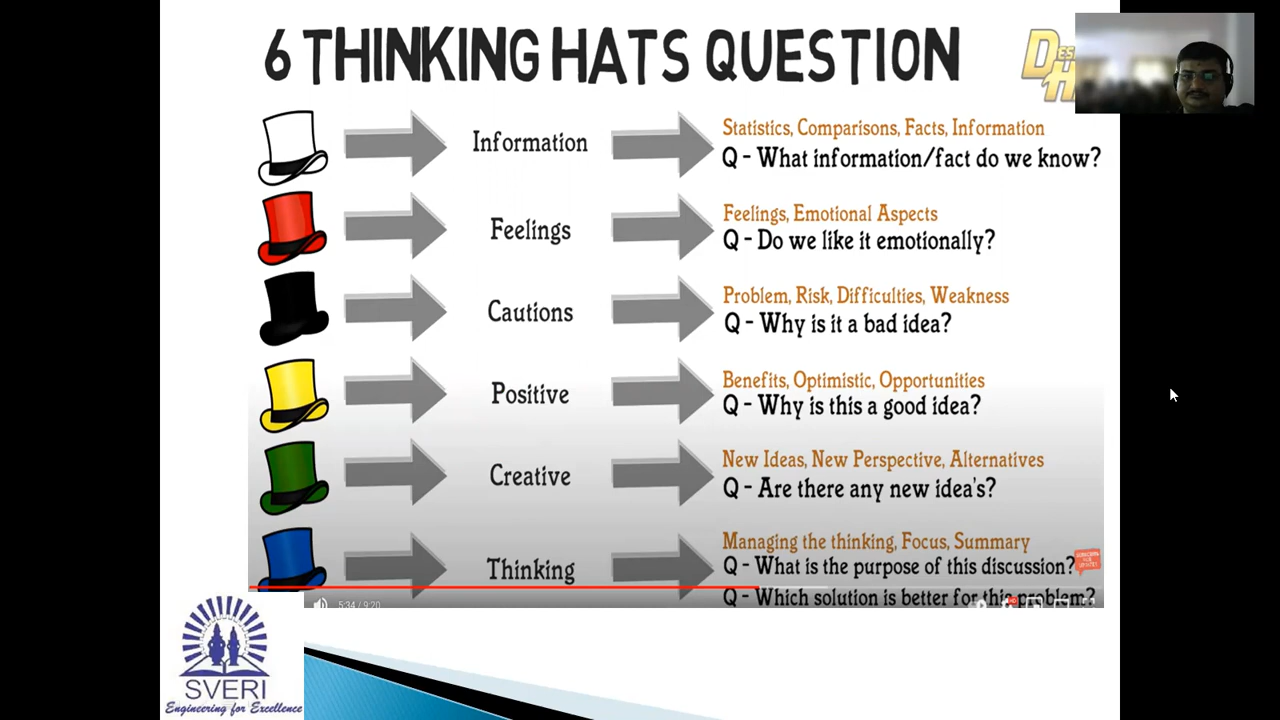 6 THINKING HATS QUESTION
Information
Statistics, Comparisons, Facts, Information
Q - What information/fact do we know?
Feelings
Feelings, Emotional Aspects
Q - Do we like it emotionally?
Cautions
Problem, Risk, Difficulties, Weakness
Q - Why is it a bad idea?
Positive
Benefits, Optimistic, Opportunities
Q - Why is this a good idea?
Creative
New Ideas, New Perspective, Alternatives
Q - Are there any new idea's?
Thinking
Managing the thinking, Focus, Summary
Q - What is the purpose of this discussion?
Q - Which solution is better for this problem?
5:34 / 9:20
SVERI
Engineering for Excellence